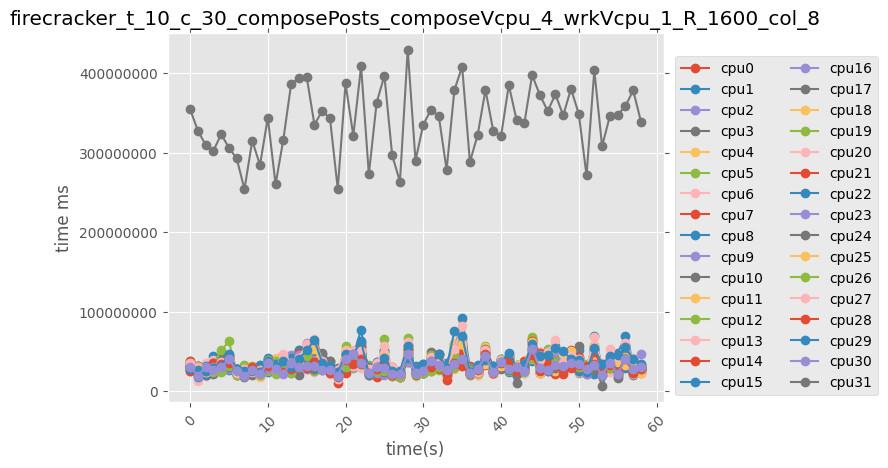 firecracker_t_10_c_30_composePosts_composeVcpu_4_wrkVcpu_1_R_1600_col_8
time ms
400000000
300000000
200000000
100000000
0
0
10
20
30
40
50
60
time(s)
cpu0
cpu1
cpu2
cpu3
cpu4
cpu5
cpu6
cpu7
cpu8
cpu9
cpu10
cpu11
cpu12
cpu13
cpu14
cpu15
cpu16
cpu17
cpu18
cpu19
cpu20
cpu21
cpu22
cpu23
cpu24
cpu25
cpu26
cpu27
cpu28
cpu29
cpu30
cpu31